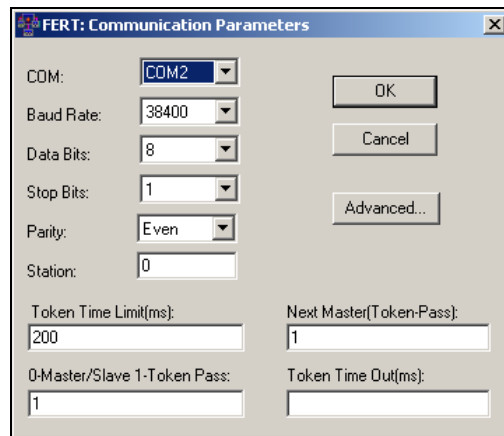 FERT: Communication Parameters
COM: COM2
OK
Baud Rate: 38400
Cancel
Data Bits: 8
Stop Bits: 1
Advanced...
Parity: Even
Station: 0
Token Time Limit(ms): Next Master(Token-Pass):
200 1
0-Master/Slave 1-Token Pass: Token Time Out(ms):
1